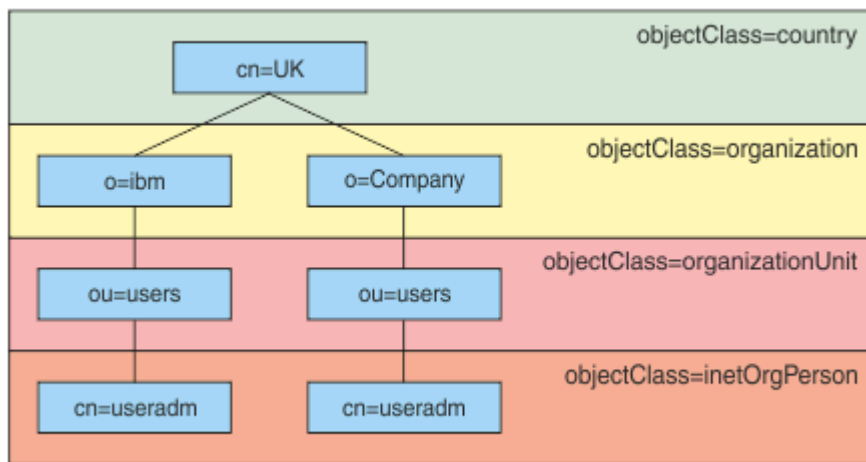 objectClass=country
cn=UK
objectClass=organization
o=ibm
o=Company
objectClass=organizationUnit
ou=users
ou=users
objectClass=inetOrgPerson
cn=useradm
cn=useradm